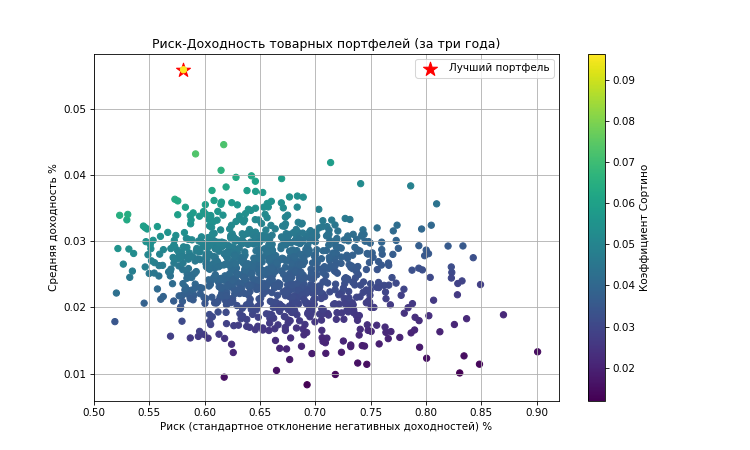 Риск-Доходность товарных портфелей (за три года)
Лучший портфель
Средняя доходность %
0.05
0.04
0.03
0.02
0.01
0.50 0.55 0.60 0.65 0.70 0.75 0.80 0.85 0.90
Риск (стандартное отклонение негативных доходностей) %
0.09
0.08
0.07
0.06
0.05
0.04
0.03
0.02
Коэффициент Сортино